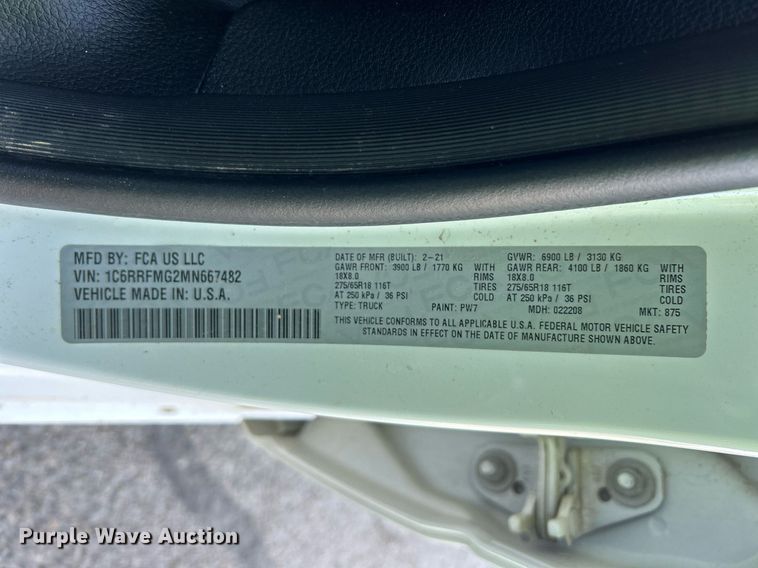 MFD BY: FCA US LLC
VIN: 1C6RRFMG2MN667482
VEHICLE MADE IN: U.S.A.
DATE OF MFR (BUILT): 2-21
GAWR FRONT: 3900 LB / 1770 KG WITH
18X8.0 RIMS
275/65R18 116T TIRES
AT 250 kPa / 36 PSI COLD
TYPE: TRUCK PAINT: PW7
GVWR: 6900 LB / 3130 KG
GAWR REAR: 4100 LB / 1860 KG WITH
18X8.0 RIMS
275/65R18 116T TIRES
AT 250 kPa / 36 PSI COLD
MDH: 022208 MKT: 875
THIS VEHICLE CONFORMS TO ALL APPLICABLE U.S.A. FEDERAL MOTOR VEHICLE SAFETY
STANDARDS IN EFFECT ON THE DATE OF MANUFACTURE SHOWN ABOVE.
Purple Wave Auction